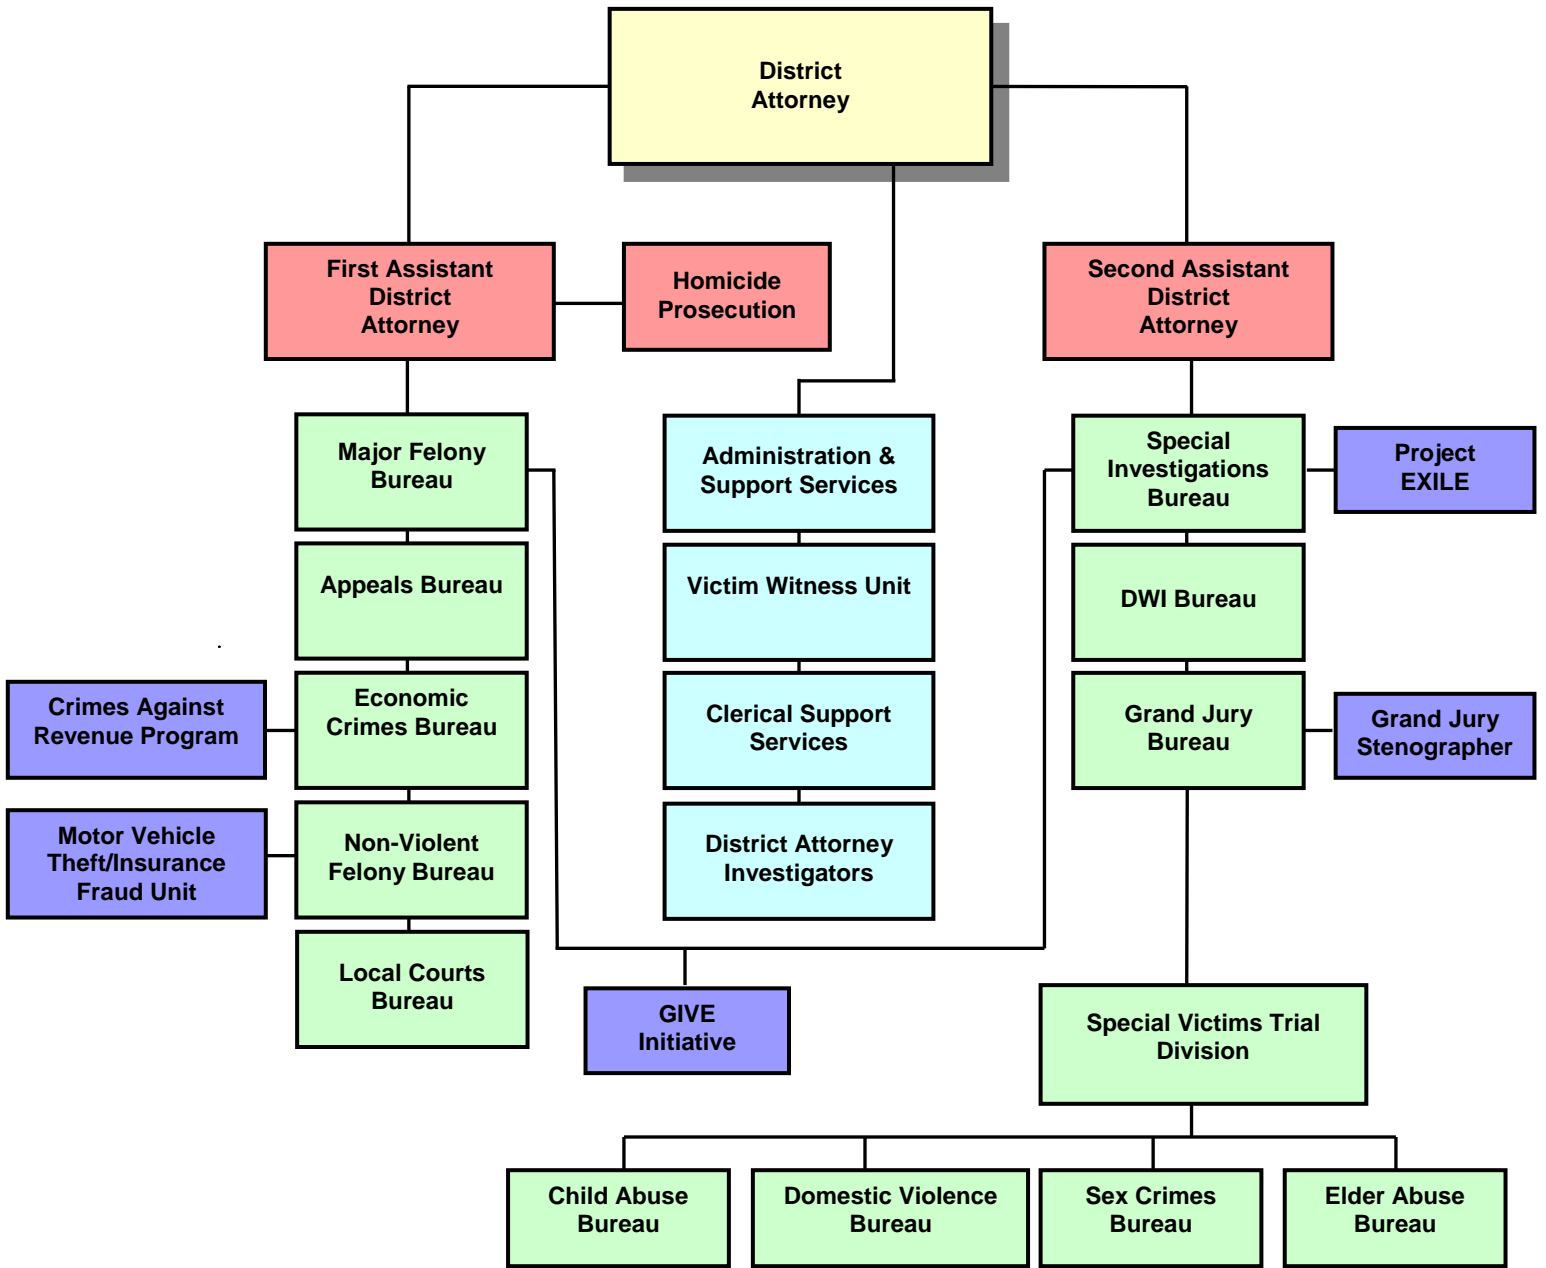 District
Attorney
First Assistant
District
Attorney
Homicide
Prosecution
Second Assistant
District
Attorney
Major Felony
Bureau
Administration &
Support Services
Special
Investigations
Bureau
Project
EXILE
Appeals Bureau
Victim Witness Unit
DWI Bureau
Crimes Against
Revenue Program
Economic
Crimes Bureau
Clerical Support
Services
Grand Jury
Bureau
Grand Jury
Stenographer
Motor Vehicle
Theft/Insurance
Fraud Unit
Non-Violent
Felony Bureau
District Attorney
Investigators
Local Courts
Bureau
GIVE
Initiative
Special Victims Trial
Division
Child Abuse
Bureau
Domestic Violence
Bureau
Sex Crimes
Bureau
Elder Abuse
Bureau